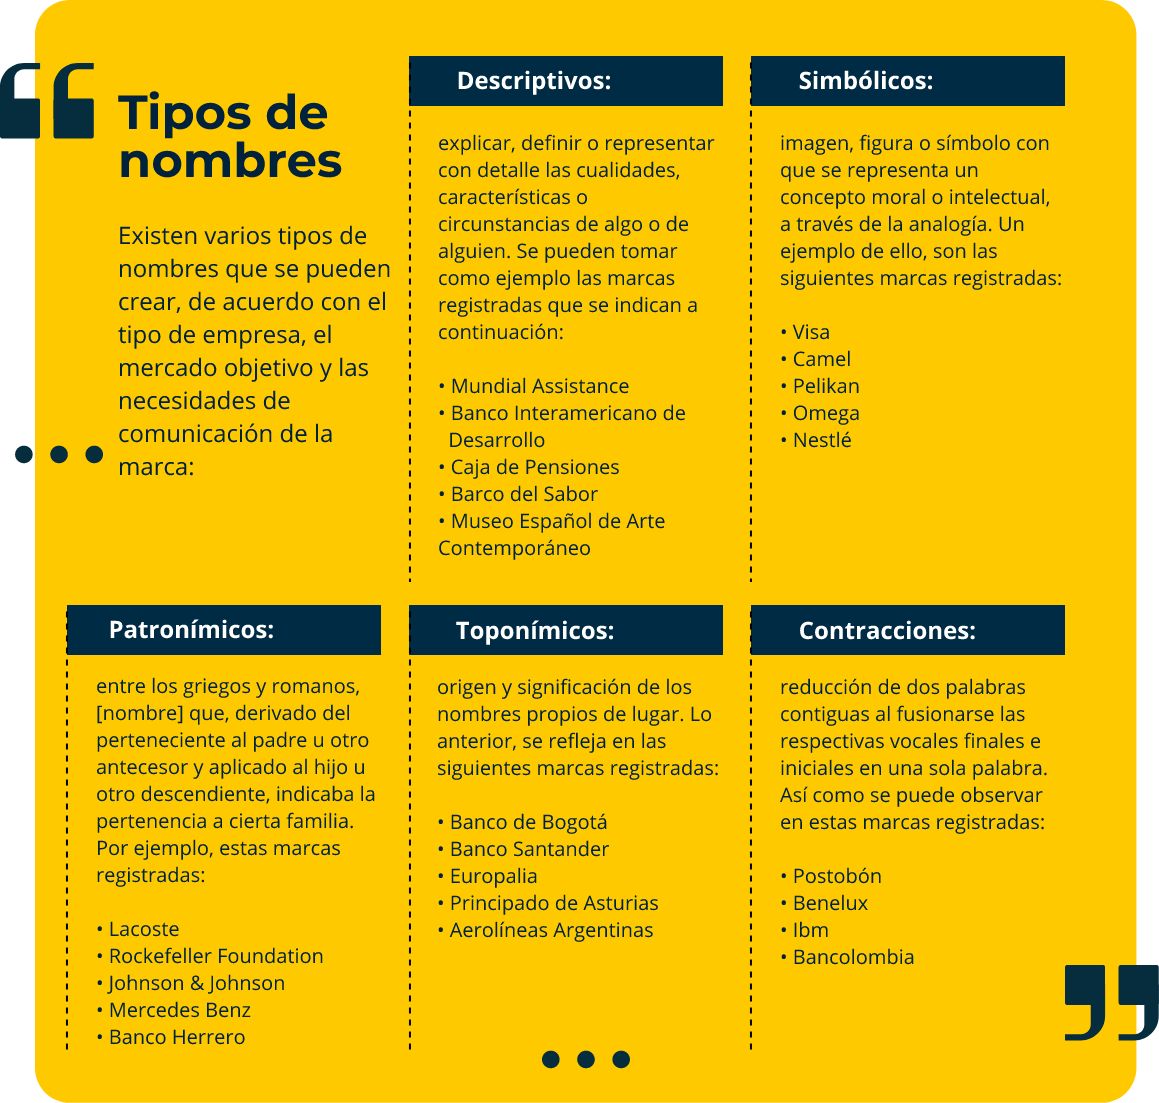 Tipos de
nombres
Existen varios tipos de
nombres que se pueden
crear, de acuerdo con el
tipo de empresa, el
mercado objetivo y las
necesidades de
comunicación de la
marca:
Descriptivos:
explicar, definir o representar
con detalle las cualidades,
características o
circunstancias de algo o de
alguien. Se pueden tomar
como ejemplo las marcas
registradas que se indican a
continuación:
• Mundial Assistance
• Banco Interamericano de
Desarrollo
• Caja de Pensiones
• Barco del Sabor
• Museo Español de Arte
Contemporáneo
Simbólicos:
imagen, figura o símbolo con
que se representa un
concepto moral o intelectual,
a través de la analogía. Un
ejemplo de ello, son las
siguientes marcas registradas:
• Visa
• Camel
• Pelikan
• Omega
• Nestlé
Patronímicos:
entre los griegos y romanos,
[nombre] que, derivado del
perteneciente al padre u otro
antecesor y aplicado al hijo u
otro descendiente, indicaba la
pertenencia a cierta familia.
Por ejemplo, estas marcas
registradas:
• Lacoste
• Rockefeller Foundation
• Johnson & Johnson
• Mercedes Benz
• Banco Herrero
Toponímicos:
origen y significación de los
nombres propios de lugar. Lo
anterior, se refleja en las
siguientes marcas registradas:
• Banco de Bogotá
• Banco Santander
• Europalia
• Principado de Asturias
• Aerolíneas Argentinas
Contracciones:
reducción de dos palabras
contiguas al fusionarse las
respectivas vocales finales e
iniciales en una sola palabra.
Así como se puede observar
en estas marcas registradas:
• Postobón
• Benelux
• Ibm
• Bancolombia